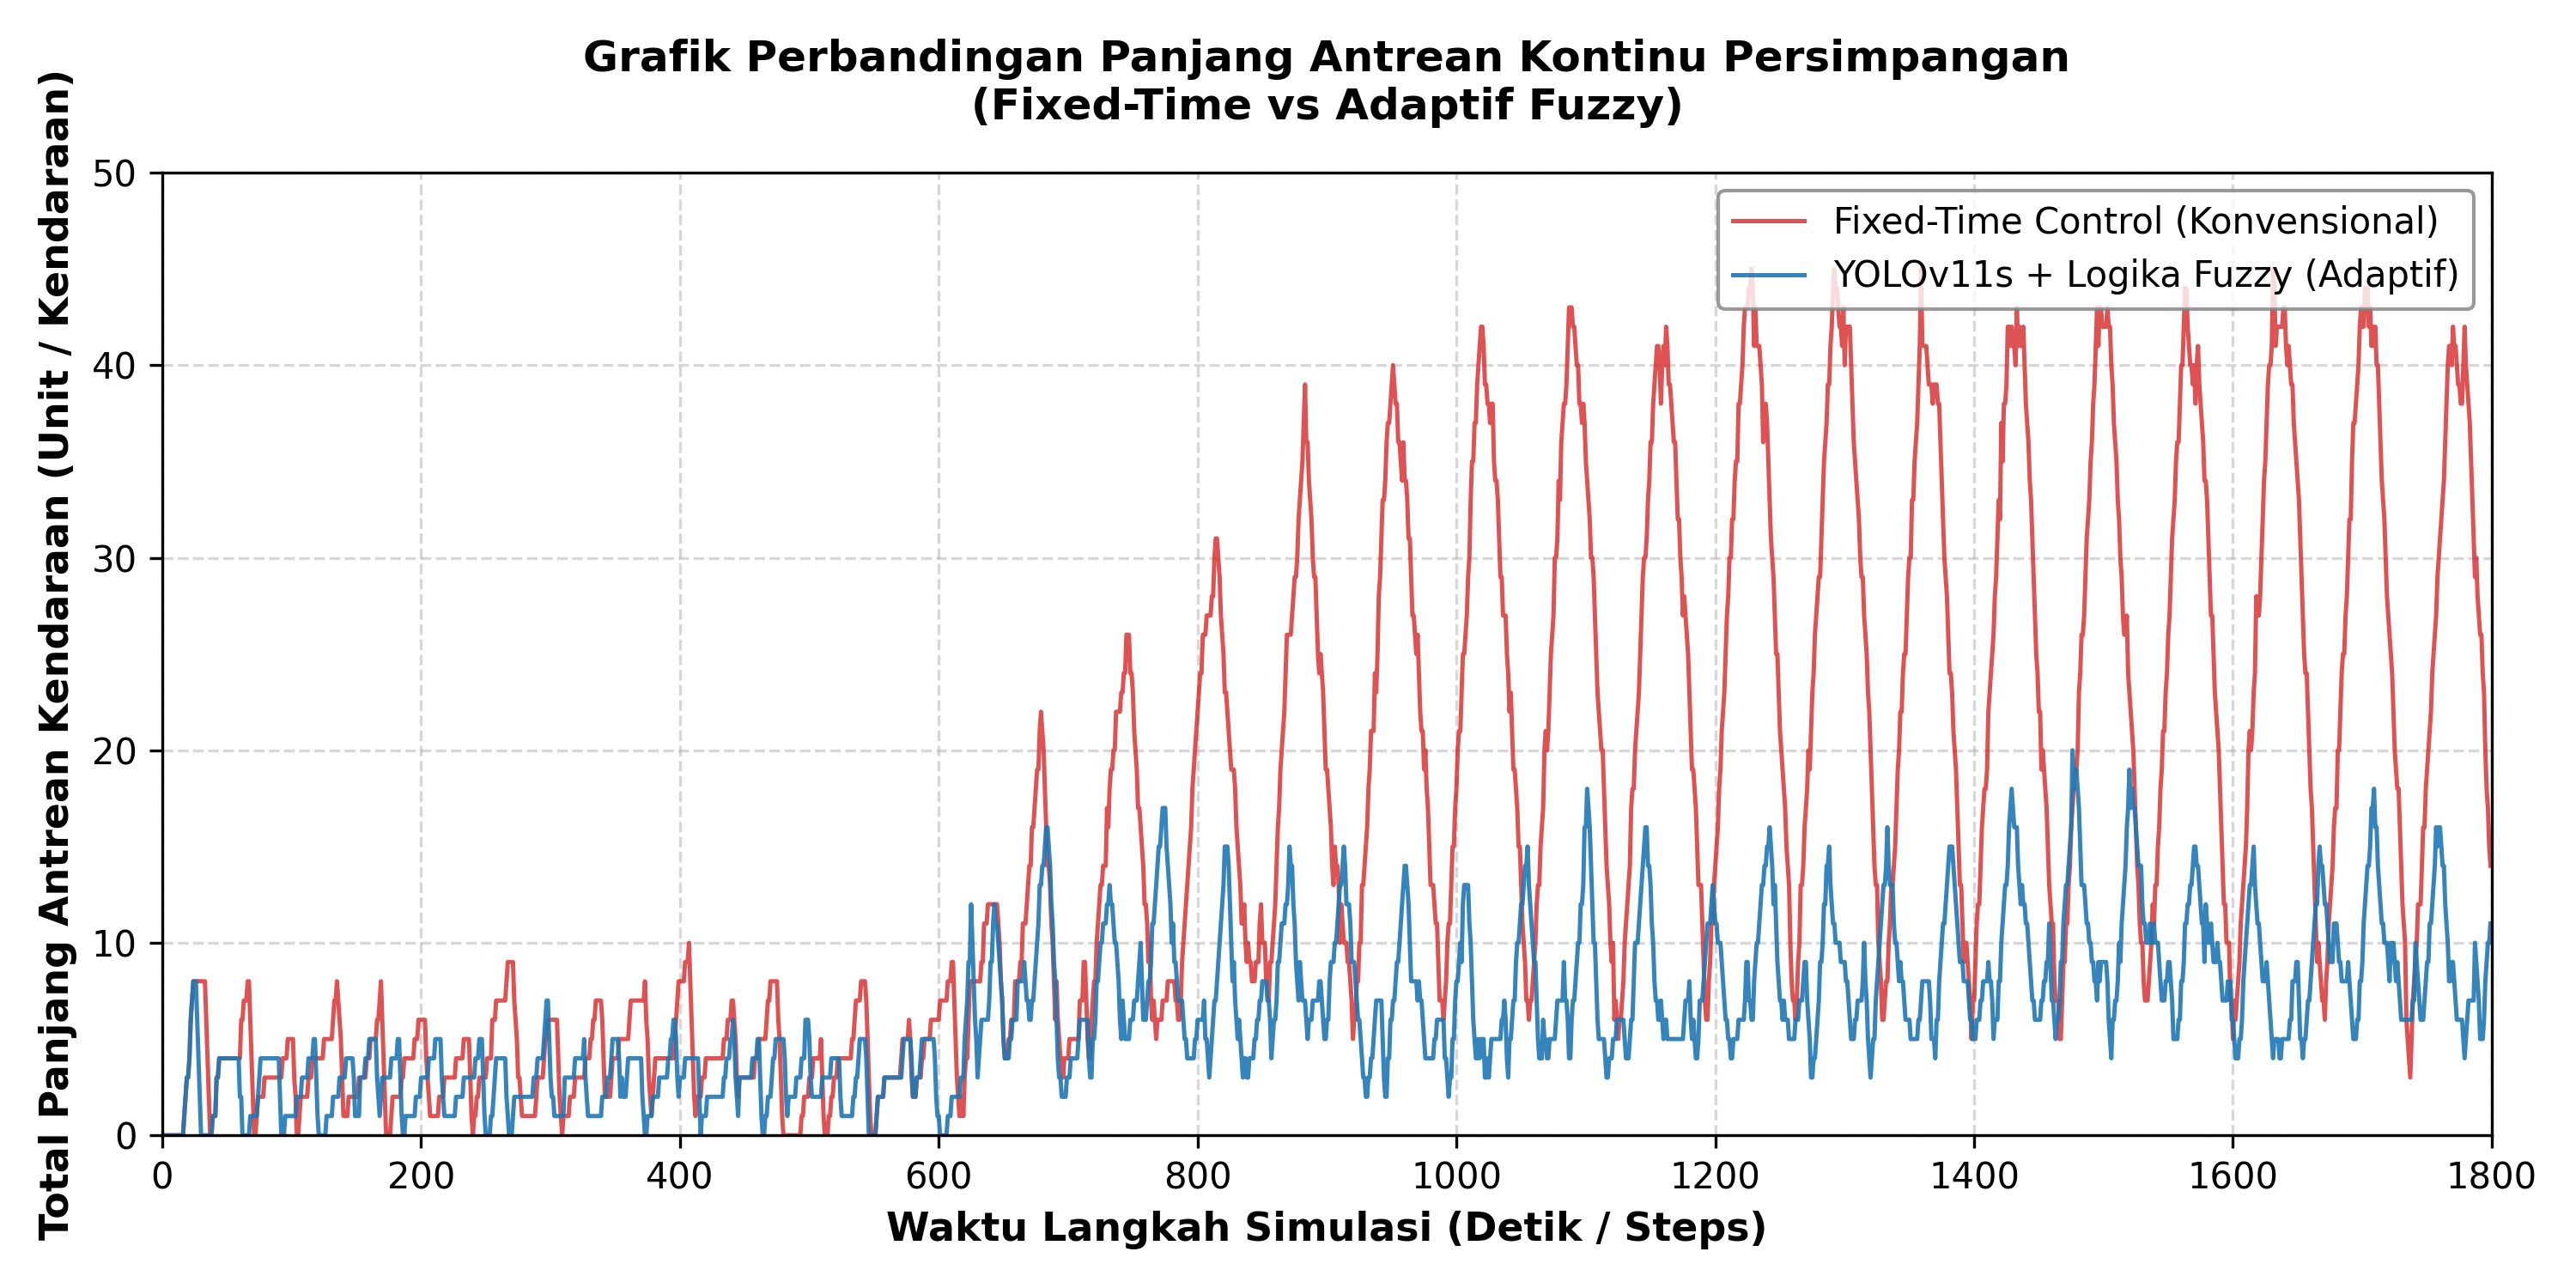 Grafik Perbandingan Panjang Antrean Kontinu Persimpangan
(Fixed-Time vs Adaptif Fuzzy)
Total Panjang Antrean Kendaraan (Unit / Kendaraan)
50
40
30
20
10
0
Fixed-Time Control (Konvensional)
YOLOv11s + Logika Fuzzy (Adaptif)
0 200 400 600 800 1000 1200 1400 1600 1800
Waktu Langkah Simulasi (Detik / Steps)